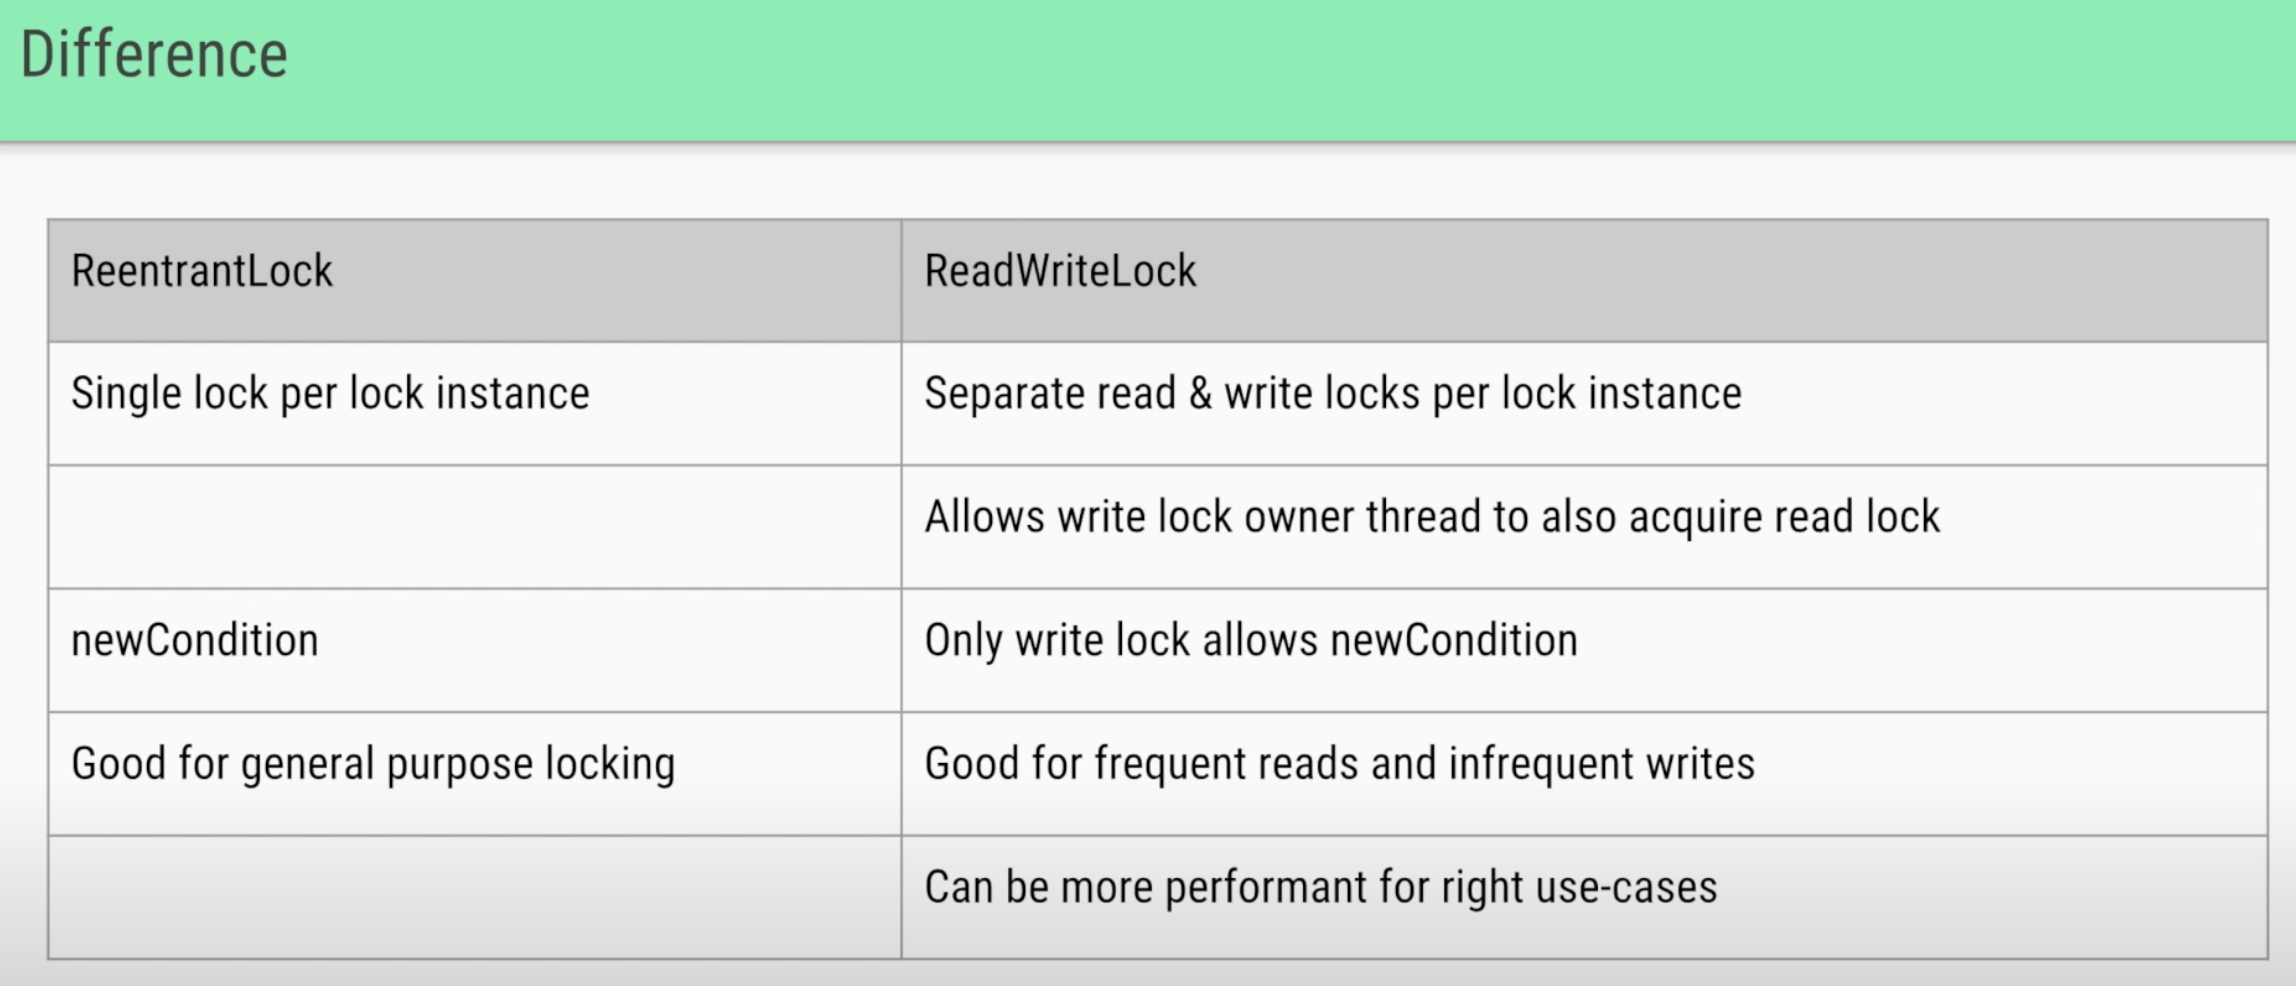 Difference
ReentrantLock
ReadWriteLock
Single lock per lock instance
Separate read & write locks per lock instance
Allows write lock owner thread to also acquire read lock
newCondition
Only write lock allows newCondition
Good for general purpose locking
Good for frequent reads and infrequent writes
Can be more performant for right use-cases